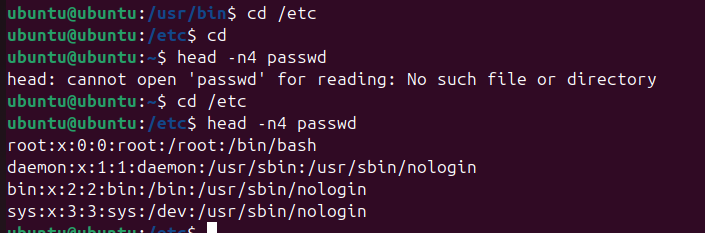 ubuntu@ubuntu:/usr/bin$ cd /etc
ubuntu@ubuntu:/etc$ cd
ubuntu@ubuntu:~$ head -n4 passwd
head: cannot open 'passwd' for reading: No such file or directory
ubuntu@ubuntu:~$ cd /etc
ubuntu@ubuntu:/etc$ head -n4 passwd
root:x:0:0:root:/root:/bin/bash
daemon:x:1:1:daemon:/usr/sbin:/usr/sbin/nologin
bin:x:2:2:bin:/bin:/usr/sbin/nologin
sys:x:3:3:sys:/dev:/usr/sbin/nologin
ubuntu@ubuntu:/etc$